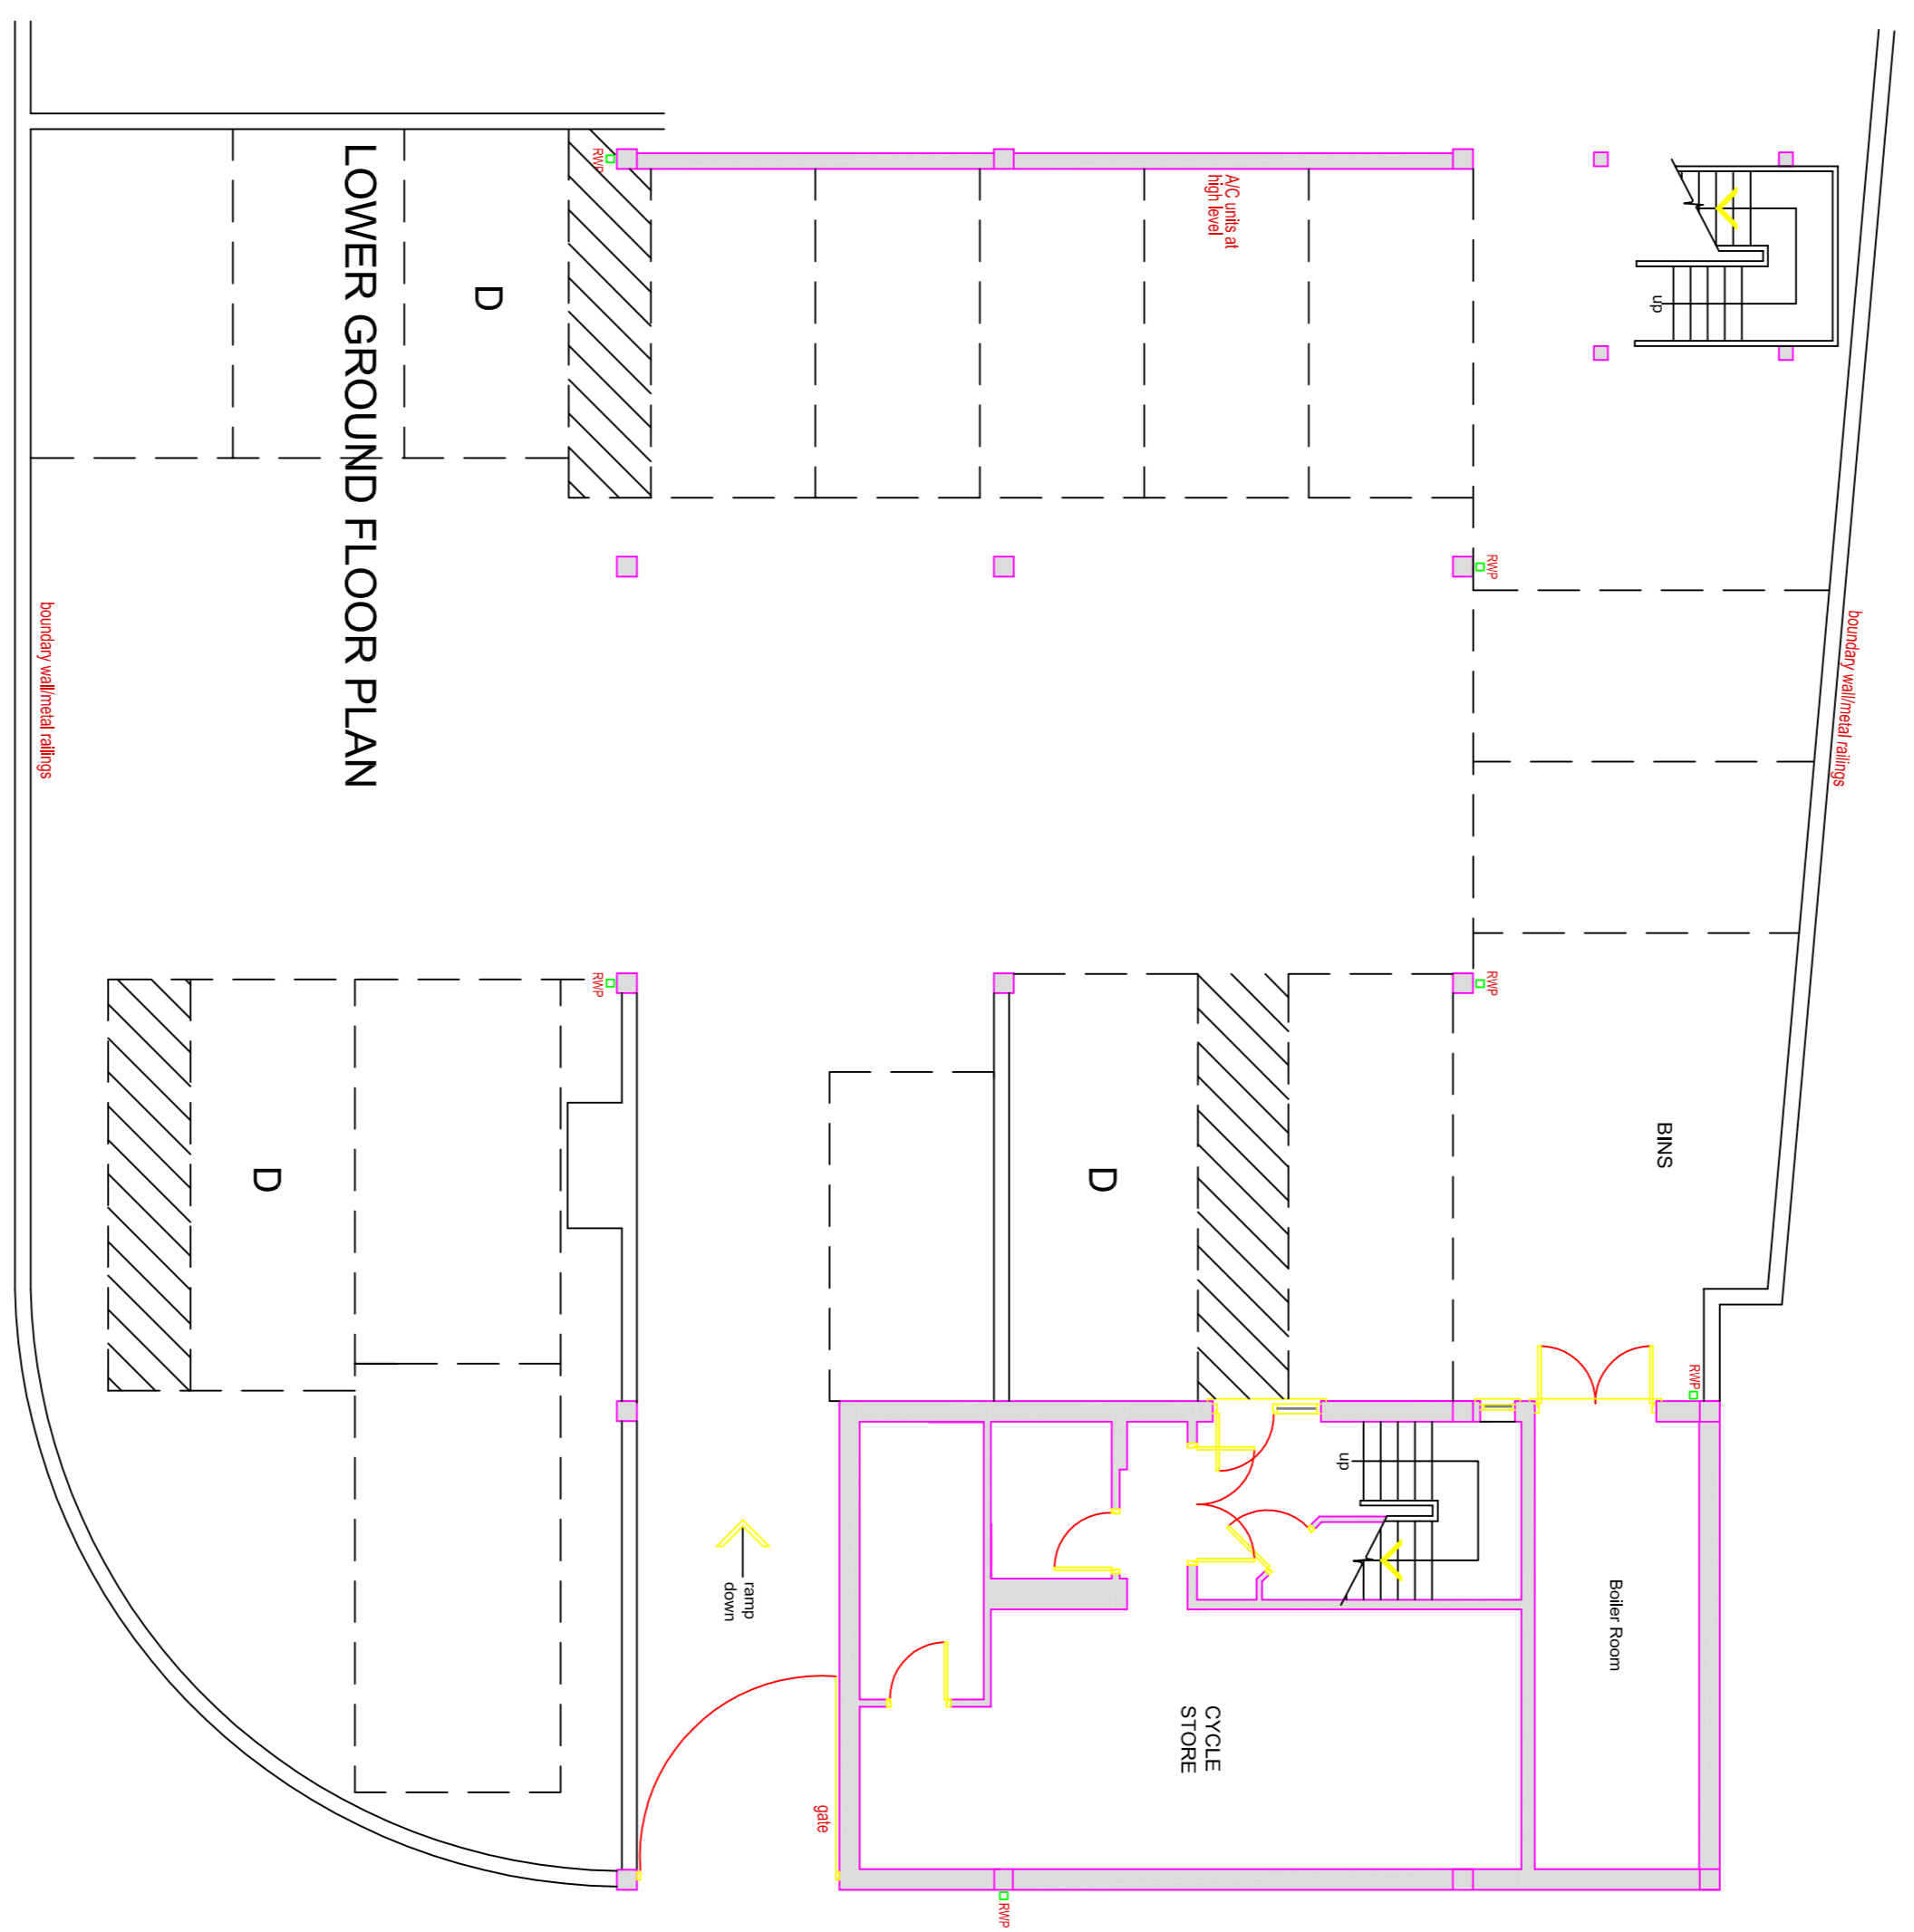 LOWER GROUND FLOOR PLAN
boundary wall/metal railings
boundary wall/metal railings
A/C units at
high level
up
RWP
RWP
RWP
RWP
RWP
RWP
D
D
D
BINS
up
Boiler Room
CYCLE
STORE
ramp
down
gate